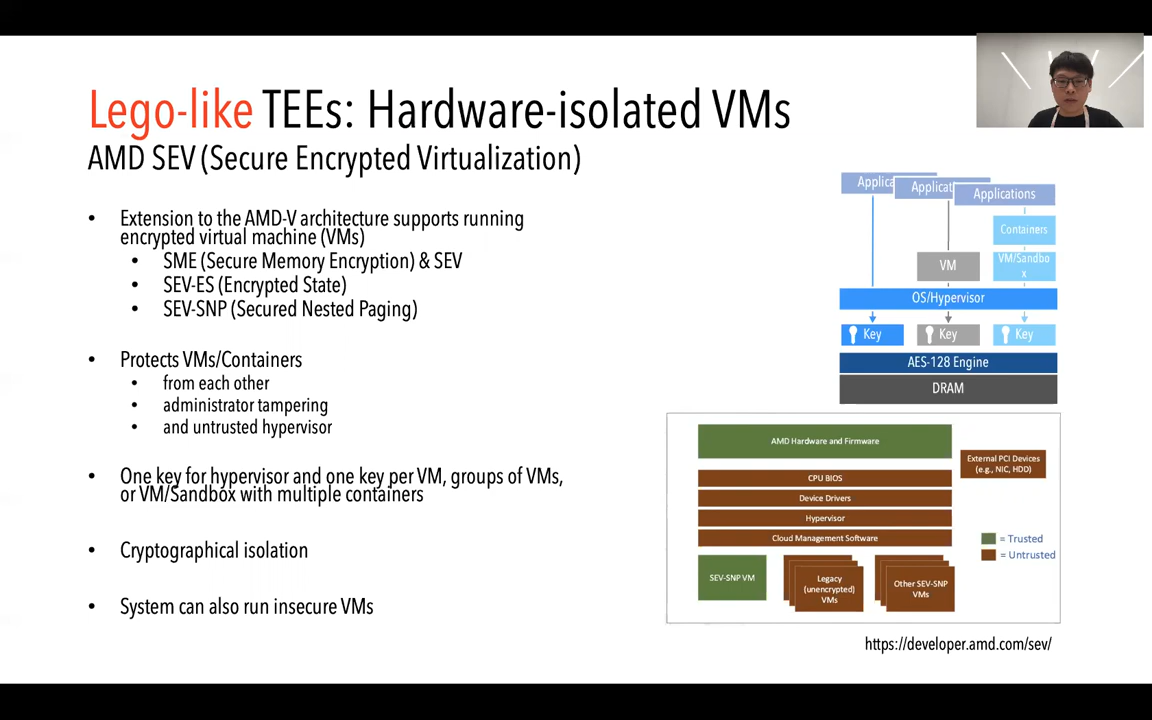 Lego-like TEEs: Hardware-isolated VMs
AMD SEV (Secure Encrypted Virtualization)
• Extension to the AMD-V architecture supports running
encrypted virtual machine (VMs)
• SME (Secure Memory Encryption) & SEV
• SEV-ES (Encrypted State)
• SEV-SNP (Secured Nested Paging)
• Protects VMs/Containers
• from each other
• administrator tampering
• and untrusted hypervisor
• One key for hypervisor and one key per VM, groups of VMs,
or VM/Sandbox with multiple containers
• Cryptographical isolation
• System can also run insecure VMs
Applica
Applicat
Applications
Containers
VM
VM/Sandbo
x
OS/Hypervisor
Key
Key
Key
AES-128 Engine
DRAM
AMD Hardware and Firmware
External PCI Devices
(e.g., NIC, HDD)
CPU BIOS
Device Drivers
Hypervisor
Cloud Management Software
= Trusted
= Untrusted
SEV-SNP VM
Legacy
(unencrypted)
VMs
Other SEV-SNP
VMs
https://developer.amd.com/sev/